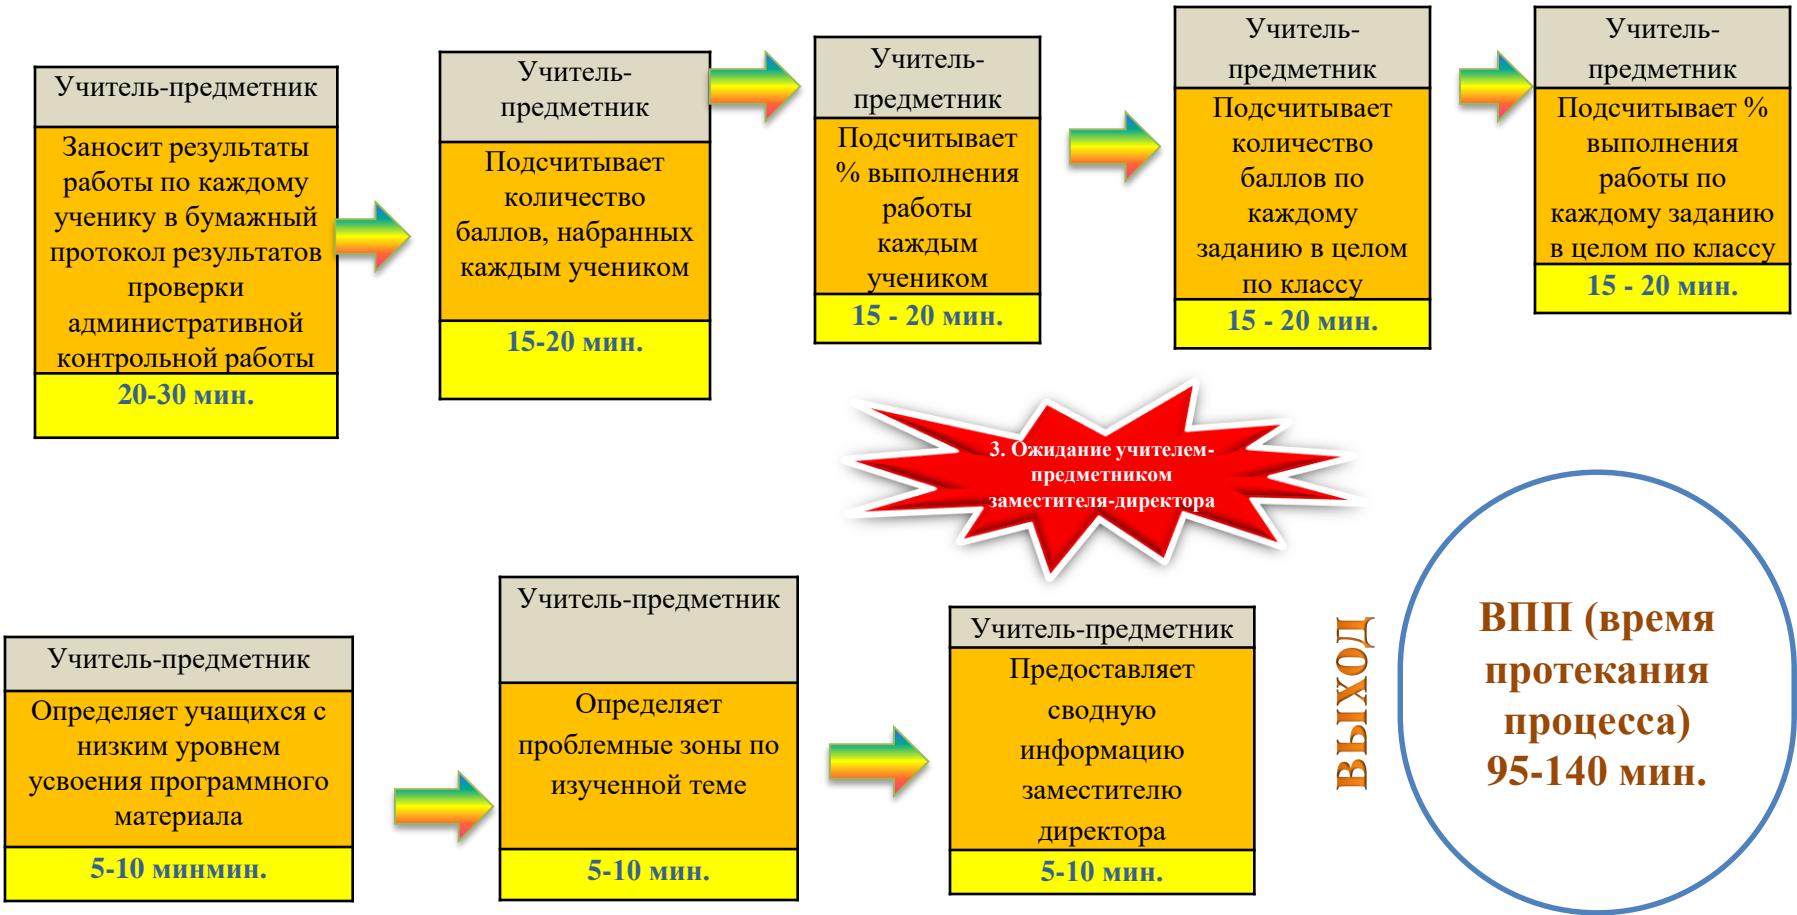 Учитель-предметник
Заносит результаты
работы по каждому
ученику в бумажный
протокол результатов
проверки
административной
контрольной работы
20-30 мин.
Учитель-
предметник
Подсчитывает
количество
баллов, набранных
каждым учеником
15-20 мин.
Учитель-
предметник
Подсчитывает
% выполнения
работы
каждым
учеником
15 - 20 мин.
Учитель-
предметник
Подсчитывает
количество
баллов по
каждому
заданию в целом
по классу
15 - 20 мин.
Учитель-
предметник
Подсчитывает %
выполнения
работы по
каждому заданию
в целом по классу
15 - 20 мин.
3. Ожидание учителем-
предметником
заместителя-директора
Учитель-предметник
Определяет учащихся с
низким уровнем
усвоения программного
материала
5-10 минмин.
Учитель-предметник
Определяет
проблемные зоны по
изученной теме
5-10 мин.
Учитель-предметник
Предоставляет
сводную
информацию
заместителю
директора
5-10 мин.
ВЫХОД
ВПП (время
протекания
процесса)
95-140 мин.